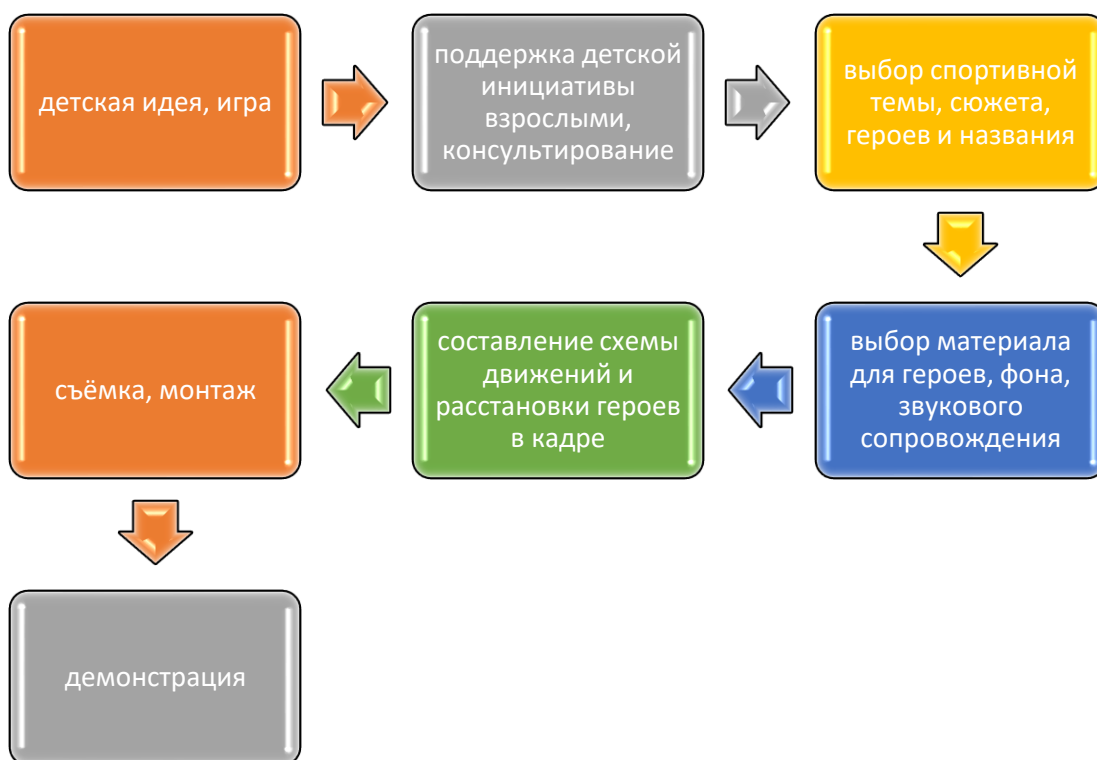 детская идея, игра
поддержка детской
инициативы
взрослыми,
консультирование
выбор спортивной
темы, сюжета,
героев и названия
выбор материала
для героев, фона,
звукового
сопровождения
составление схемы
движений и
расстановки героев
в кадре
съёмка, монтаж
демонстрация